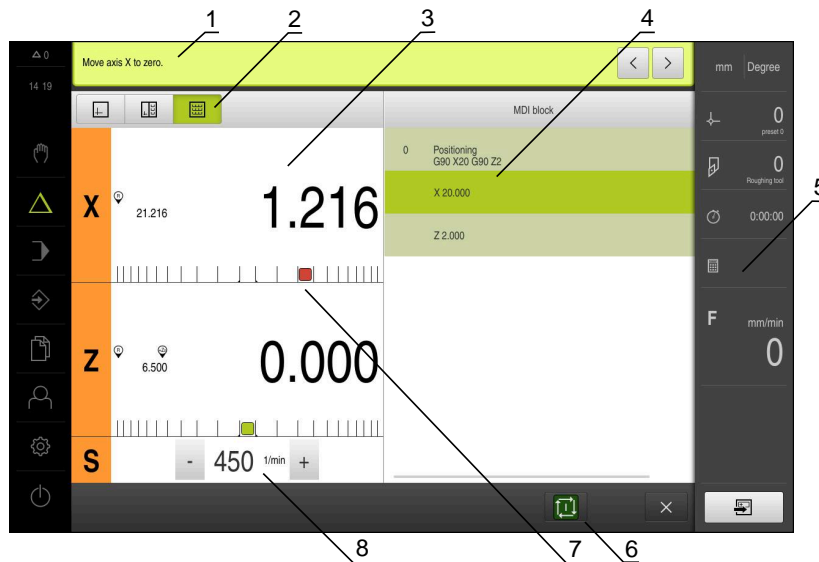 1
2
3
4
0
14 19
Move axis X to zero.
<
>
mm
Degree
MDI block
0
preset 0
0
Roughing tool
0:00:00
5
0 Positioning
G90 X20 G90 Z2
X 20.000
Z 2.000
X
R
21.216
1.216
Z
R
6.500
0.000
S
-
450
1/min
+
F
mm/min
0
8
7
6